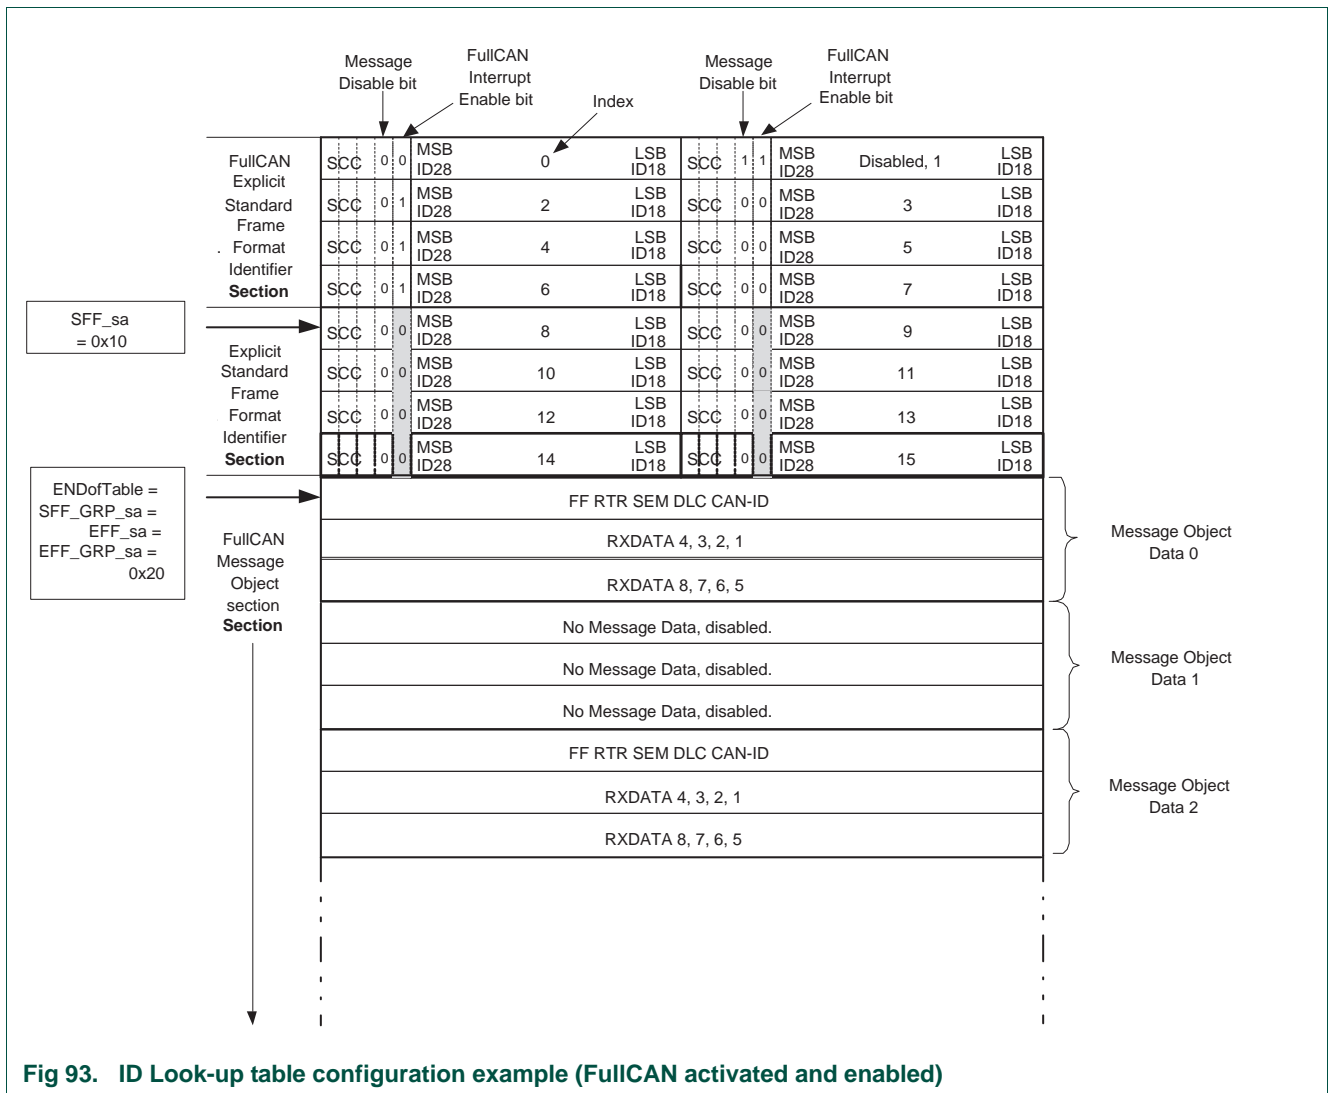 Message
Disable bit
FullCAN
Interrupt
Enable bit
Index
Message
Disable bit
FullCAN
Interrupt
Enable bit
FullCAN
Explicit
Standard
Frame
. Format
Identifier
Section
SCC 0 0 MSB ID28 0 LSB ID18 SCC 1 1 MSB ID28 Disabled, 1 LSB ID18
SCC 0 1 MSB ID28 2 LSB ID18 SCC 0 0 MSB ID28 3 LSB ID18
SCC 0 1 MSB ID28 4 LSB ID18 SCC 0 0 MSB ID28 5 LSB ID18
SCC 0 1 MSB ID28 6 LSB ID18 SCC 0 0 MSB ID28 7 LSB ID18
SFF_sa
= 0x10
Explicit
Standard
Frame
Format
Identifier
Section
SCC 0 0 MSB ID28 8 LSB ID18 SCC 0 0 MSB ID28 9 LSB ID18
SCC 0 0 MSB ID28 10 LSB ID18 SCC 0 0 MSB ID28 11 LSB ID18
SCC 0 0 MSB ID28 12 LSB ID18 SCC 0 0 MSB ID28 13 LSB ID18
SCC 0 0 MSB ID28 14 LSB ID18 SCC 0 0 MSB ID28 15 LSB ID18
ENDofTable =
SFF_GRP_sa =
EFF_sa =
EFF_GRP_sa =
0x20
FullCAN
Message
Object
section
Section
FF RTR SEM DLC CAN-ID
RXDATA 4, 3, 2, 1
RXDATA 8, 7, 6, 5
Message Object
Data 0
No Message Data, disabled.
No Message Data, disabled.
No Message Data, disabled.
Message Object
Data 1
FF RTR SEM DLC CAN-ID
RXDATA 4, 3, 2, 1
RXDATA 8, 7, 6, 5
Message Object
Data 2
Fig 93. ID Look-up table configuration example (FullCAN activated and enabled)